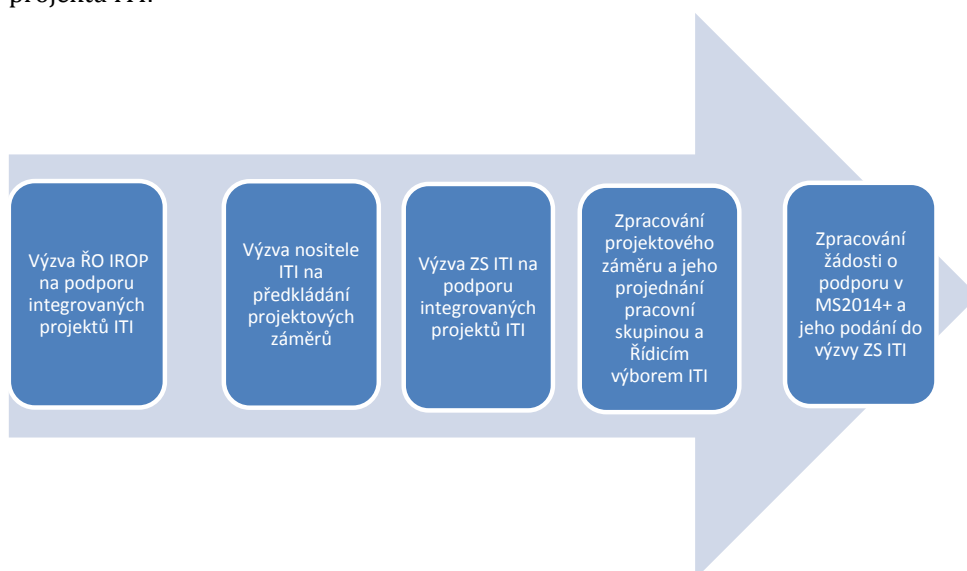 projektů ITI.
Výzva ŘO IROP
na podporu
integrovaných
projektů ITI
Výzva nositele
ITI na
předkládání
projektových
záměrů
Výzva ZS ITI na
podporu
integrovaných
projektů ITI
Zpracování
projektového
záměru a jeho
projednání
pracovní
skupinou a
Řídicím
výborem ITI
Zpracování
žádosti o
podporu v
MS2014+ a
jeho podání do
výzvy ZS ITI